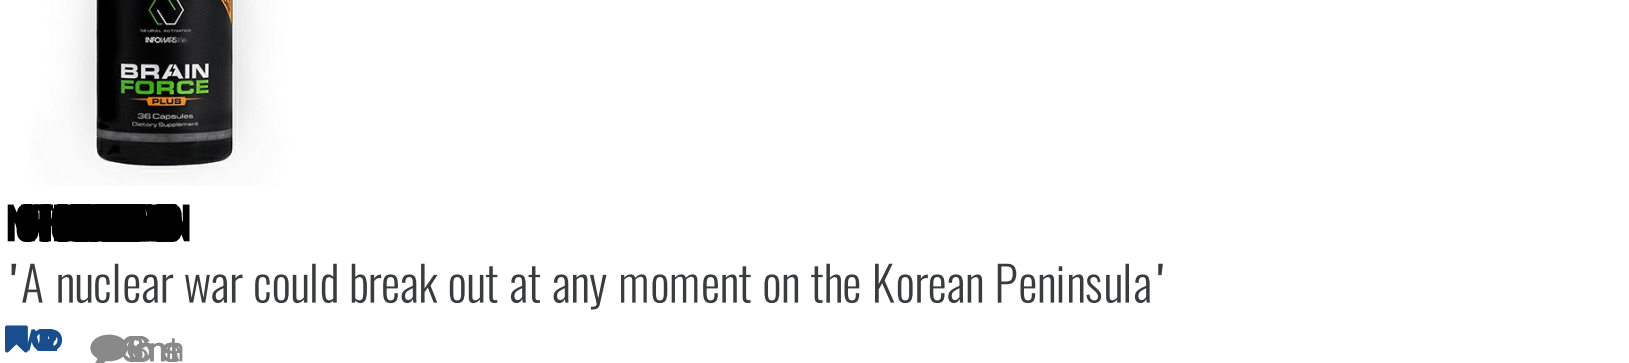 NEURAL ACTIVATOR
INFOWARSlife
BRAIN
FORCE
PLUS
36 Capsules
Dietary Supplement
'A nuclear war could break out at any moment on the Korean Peninsula'